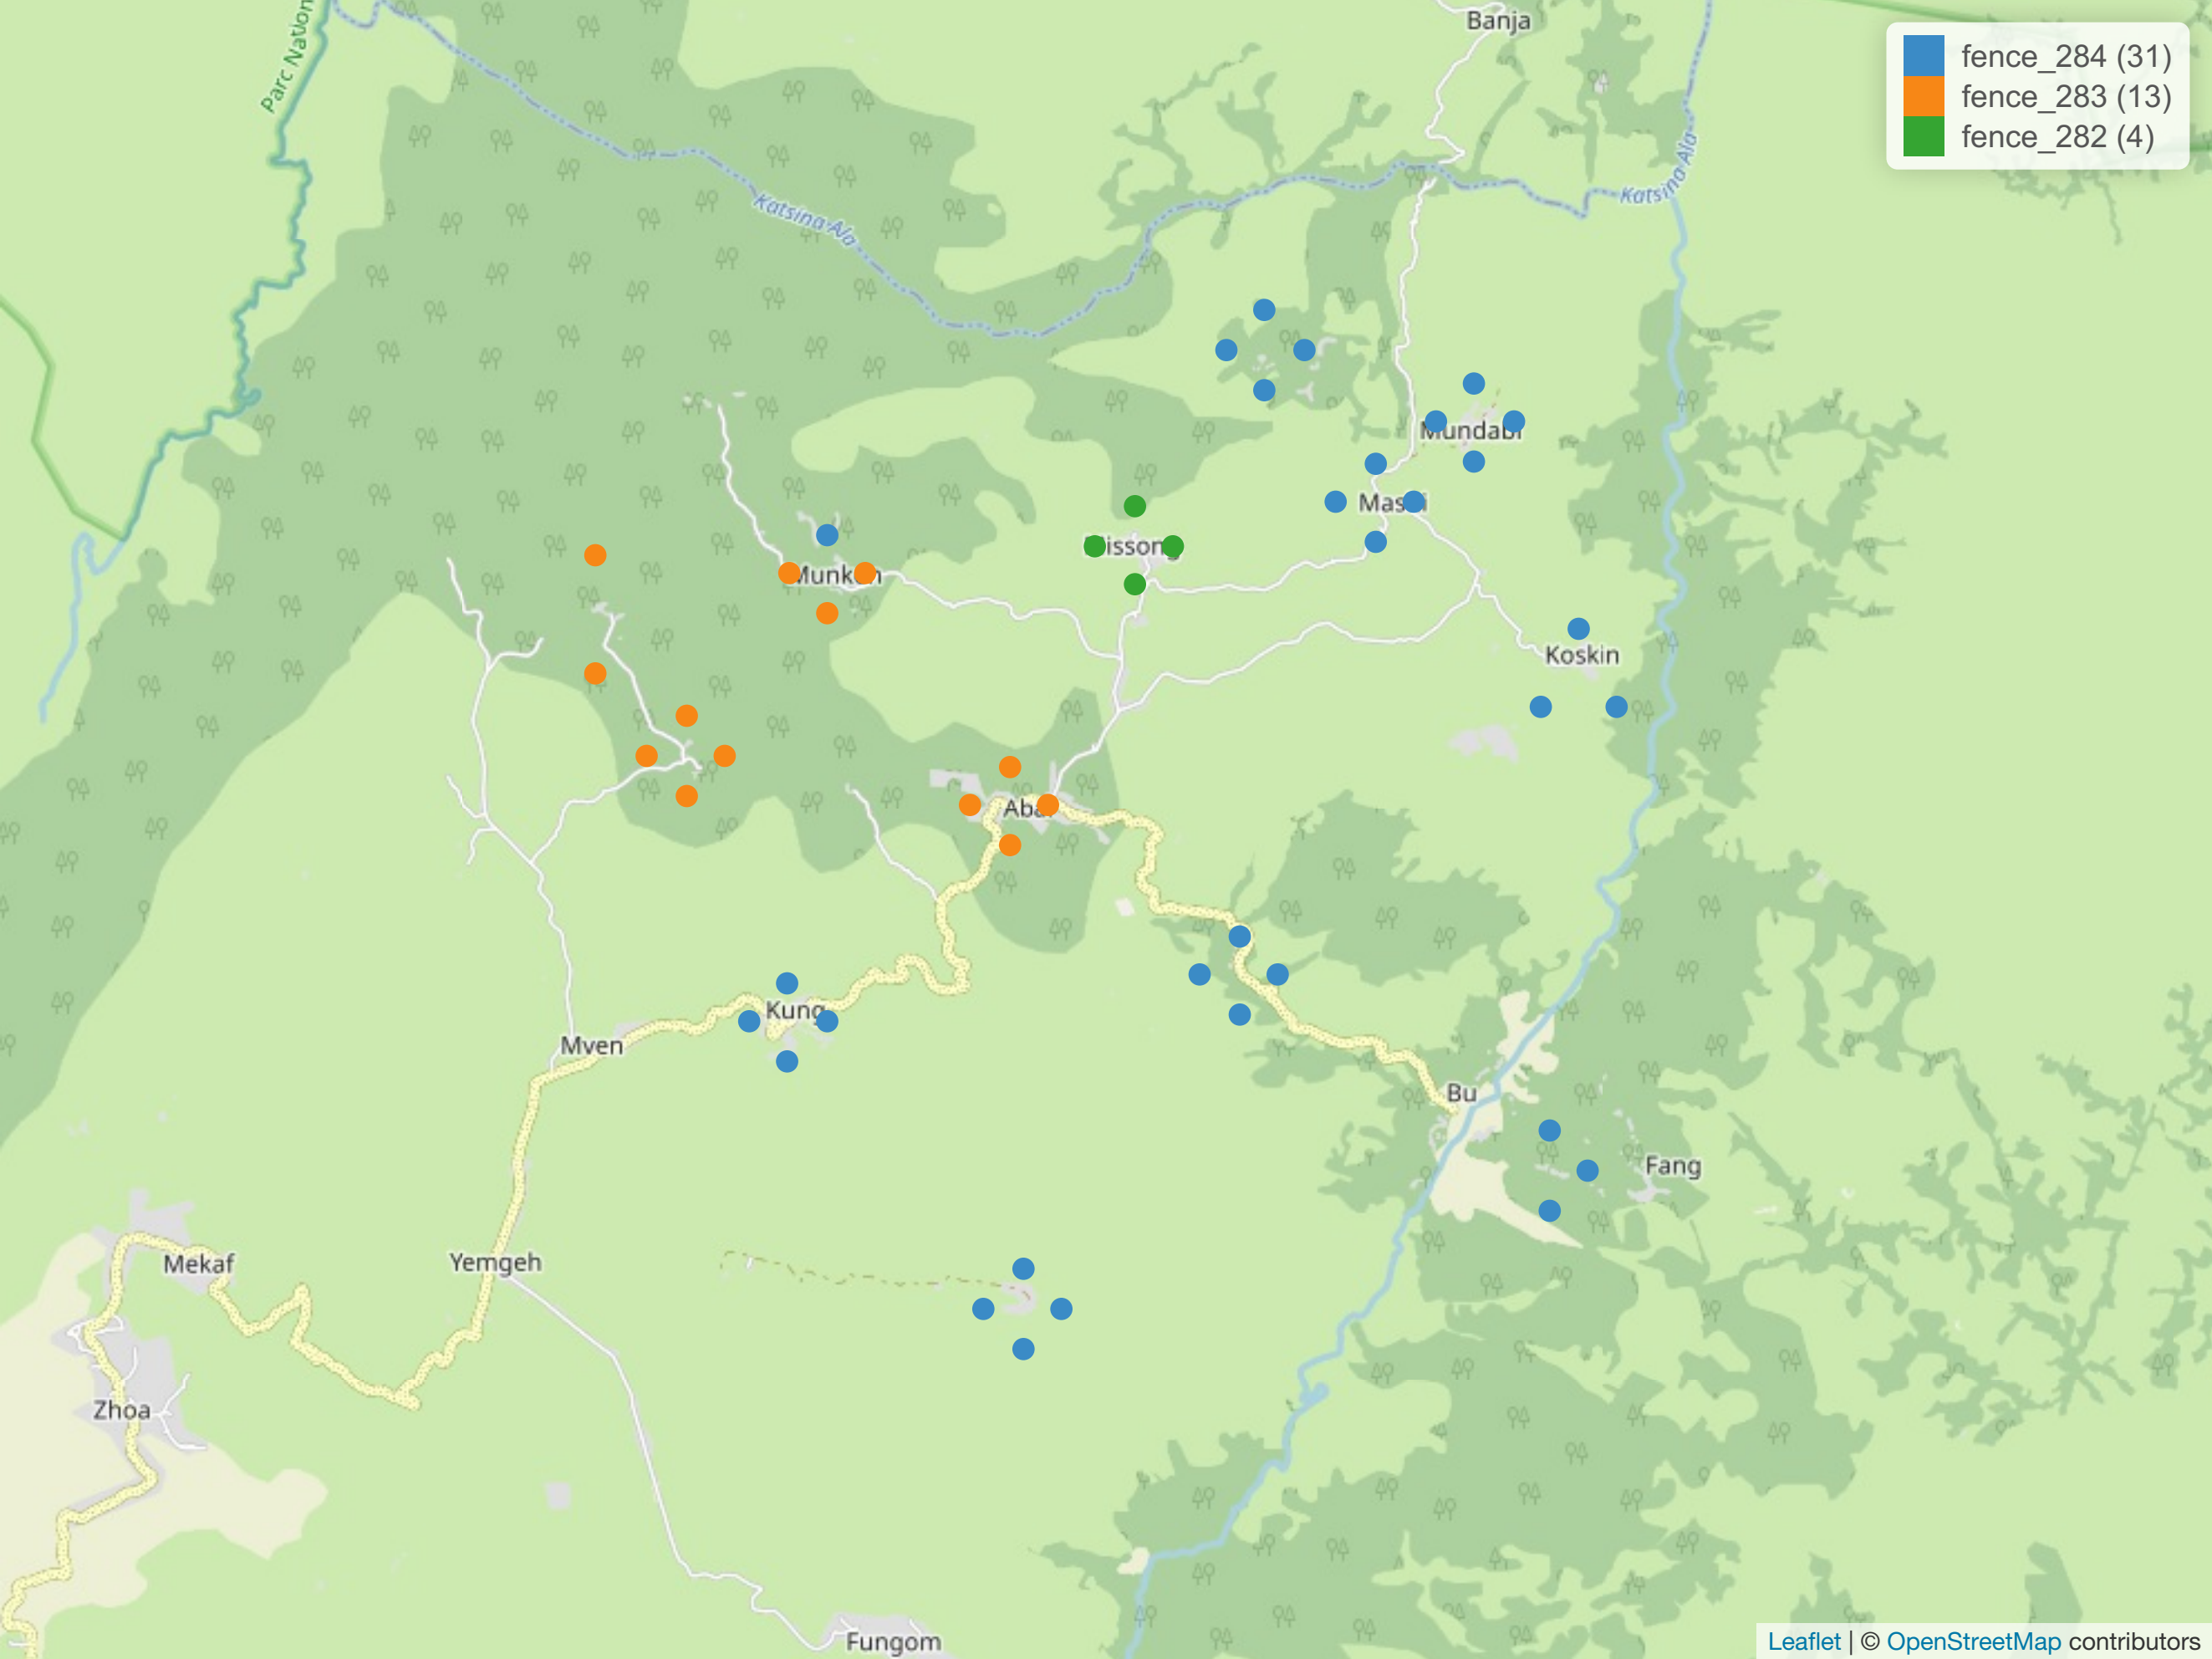 Banja
Parc Nation
fence_284 (31)
fence_283 (13)
fence_282 (4)
Katsina-Ala
Katsina Ala
Mundabi
Munkan
Koskin
Kung
Mven
Bu
Fang
Mekaf
Yemgeh
Zhoa
Fungom
Leaflet | © OpenStreetMap contributors